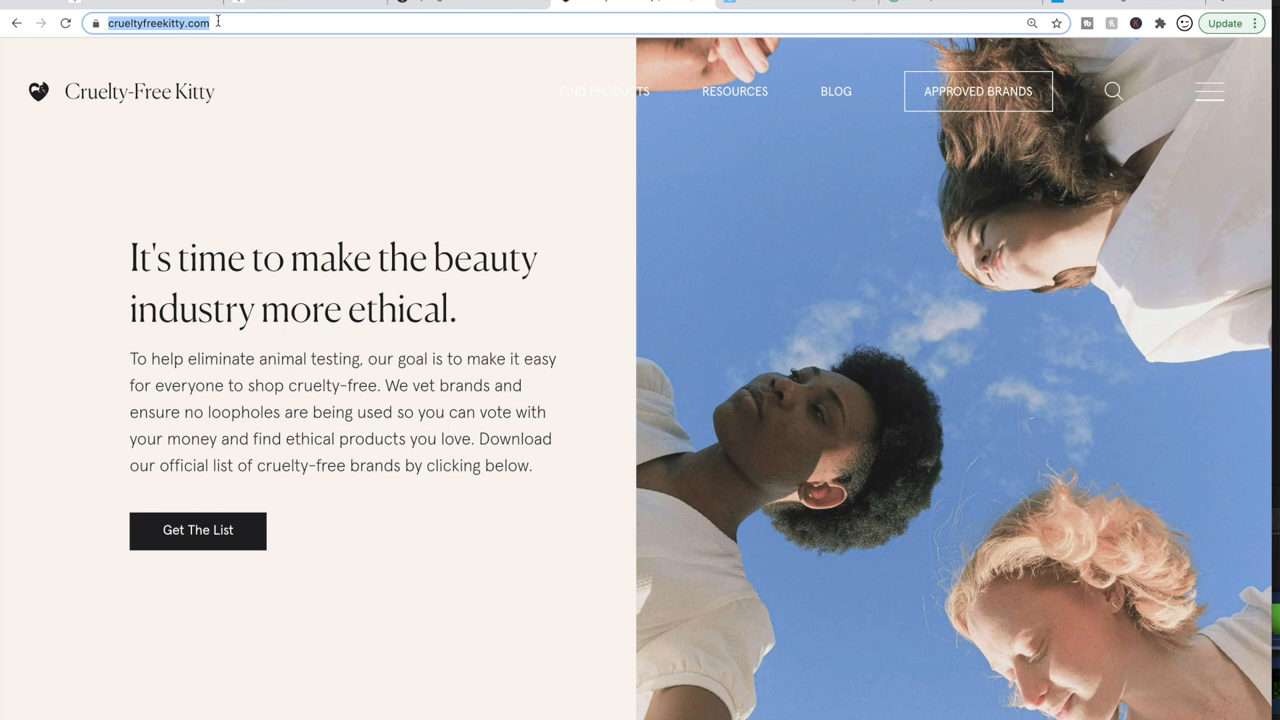 crueltyfreekitty.com
Update
Cruelty-Free Kitty
FIND PRODUCTS
RESOURCES
BLOG
APPROVED BRANDS
It's time to make the beauty
industry more ethical.
To help eliminate animal testing, our goal is to make it easy
for everyone to shop cruelty-free. We vet brands and
ensure no loopholes are being used so you can vote with
your money and find ethical products you love. Download
our official list of cruelty-free brands by clicking below.
Get The List